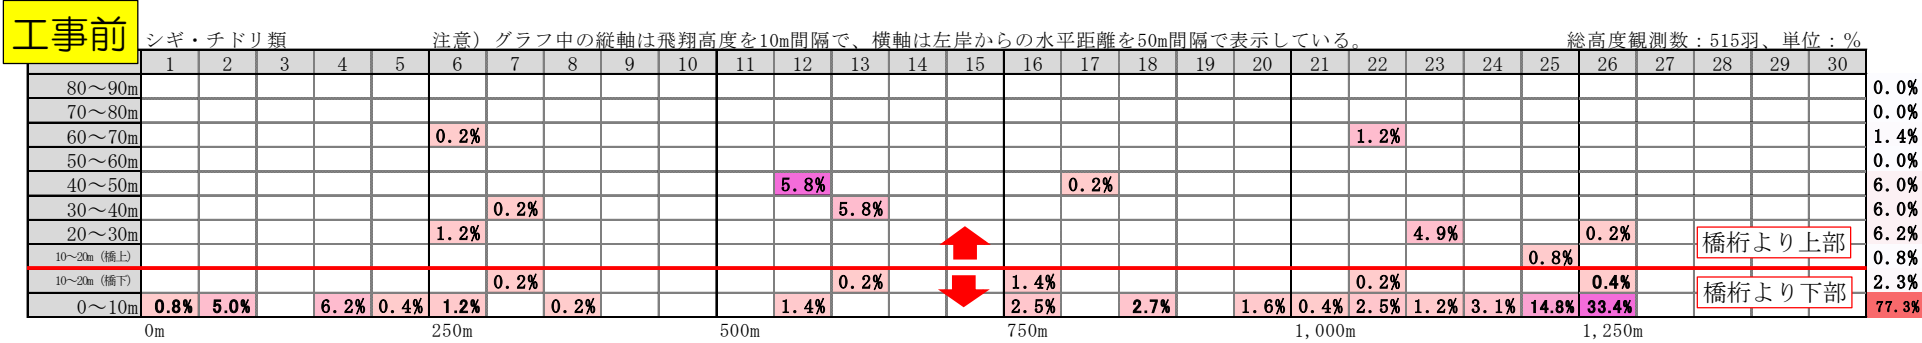 工事前
シギ・チドリ類 注意）グラフ中の縦軸は飛翔高度を10m間隔で、横軸は左岸からの水平距離を50m間隔で表示している。 総高度観測数：515羽、単位：％
1 2 3 4 5 6 7 8 9 10 11 12 13 14 15 16 17 18 19 20 21 22 23 24 25 26 27 28 29 30
80～90m 0.0%
70～80m 0.0%
60～70m 0.2% 1.2% 1.4%
50～60m 0.0%
40～50m 5.8% 0.2% 6.0%
30～40m 0.2% 5.8% 6.0%
20～30m 1.2% 4.9% 0.2% 6.2%
橋桁より上部
10～20m（橋上） 0.8% 0.8%
10～20m（橋下） 0.2% 0.2% 1.4% 0.2% 0.4% 2.3%
橋桁より下部
0～10m 0.8% 5.0% 6.2% 0.4% 1.2% 0.2% 1.4% 2.5% 2.7% 1.6% 0.4% 2.5% 1.2% 3.1% 14.8% 33.4% 77.3%
0m 250m 500m 750m 1,000m 1,250m